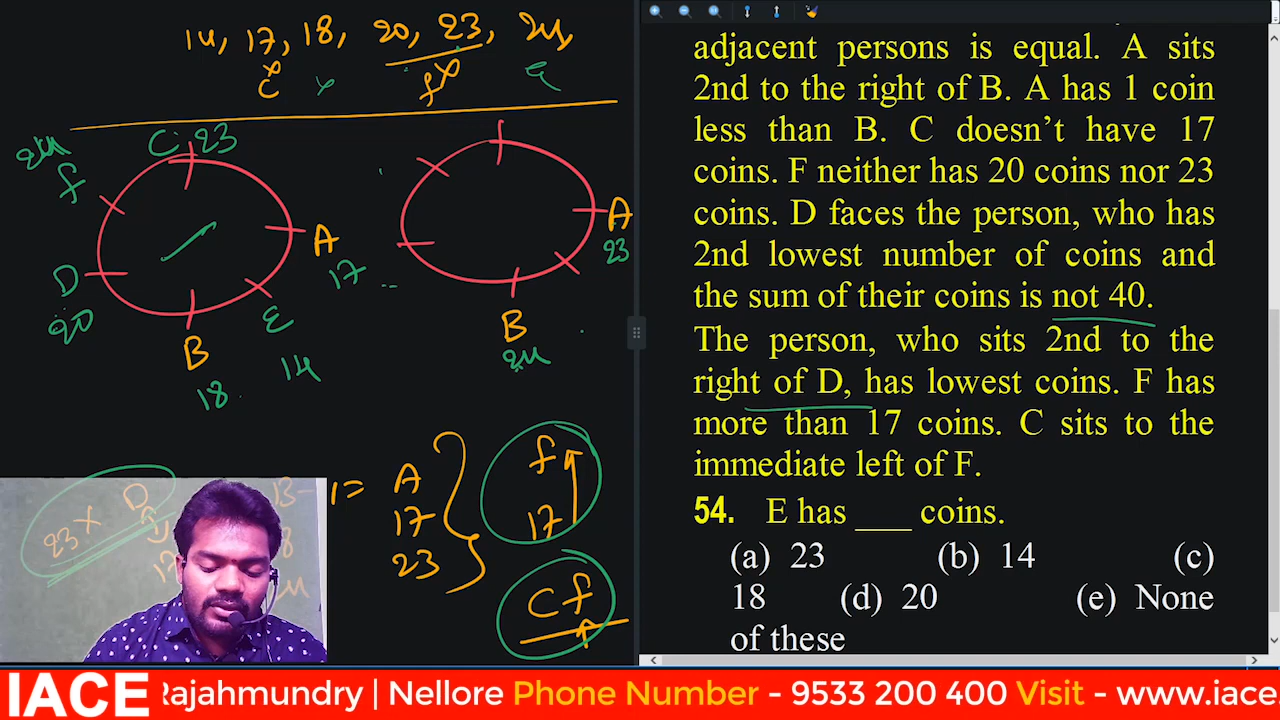 14, 17, 18, 20, 23, 24,
C x
x
f x
C 23
24
f
D
20
A
17
E
14
B
18
A
23
B
24
1 = A
17
23
f
17
C f
23 x D
17
adjacent persons is equal. A sits
2nd to the right of B. A has 1 coin
less than B. C doesn’t have 17
coins. F neither has 20 coins nor 23
coins. D faces the person, who has
2nd lowest number of coins and
the sum of their coins is not 40.
The person, who sits 2nd to the
right of D, has lowest coins. F has
more than 17 coins. C sits to the
immediate left of F.
54. E has ___ coins.
(a) 23 (b) 14 (c)
18 (d) 20 (e) None
of these
IACE Rajahmundry | Nellore Phone Number - 9533 200 400 Visit - www.iace